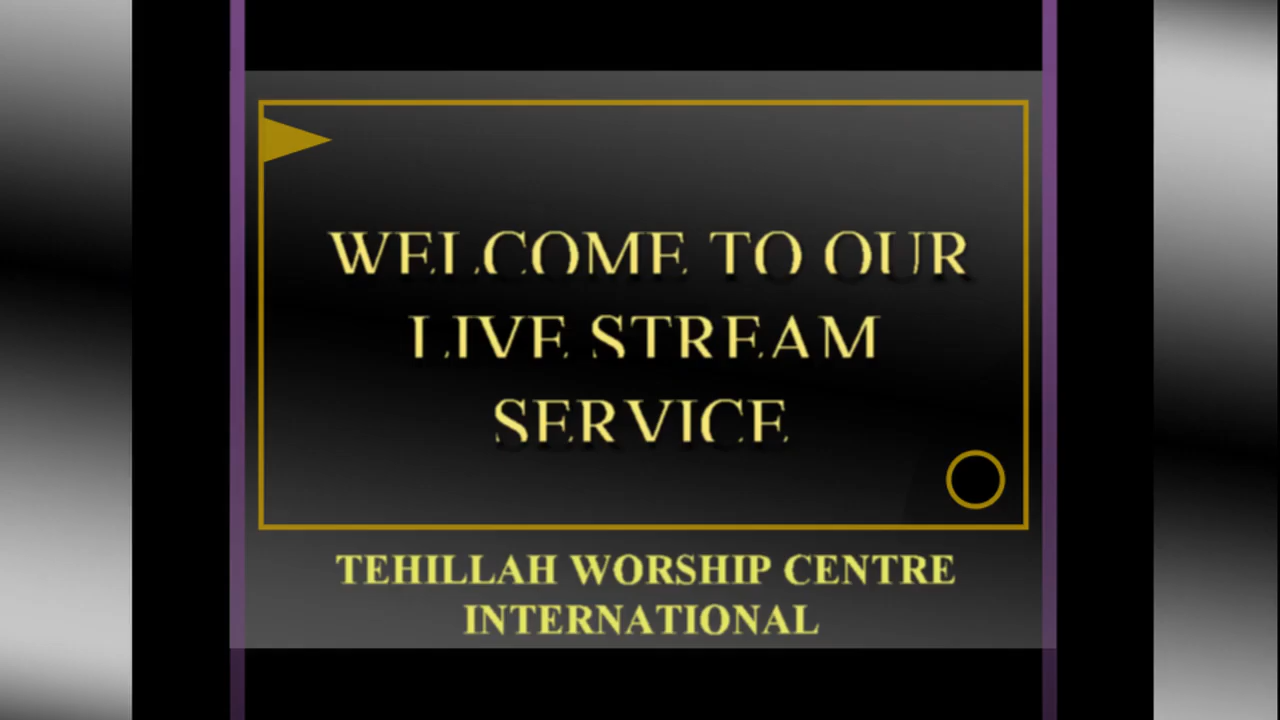 WELCOME TO OUR
LIVE STREAM
SERVICE
TEHILLAH WORSHIP CENTRE
INTERNATIONAL